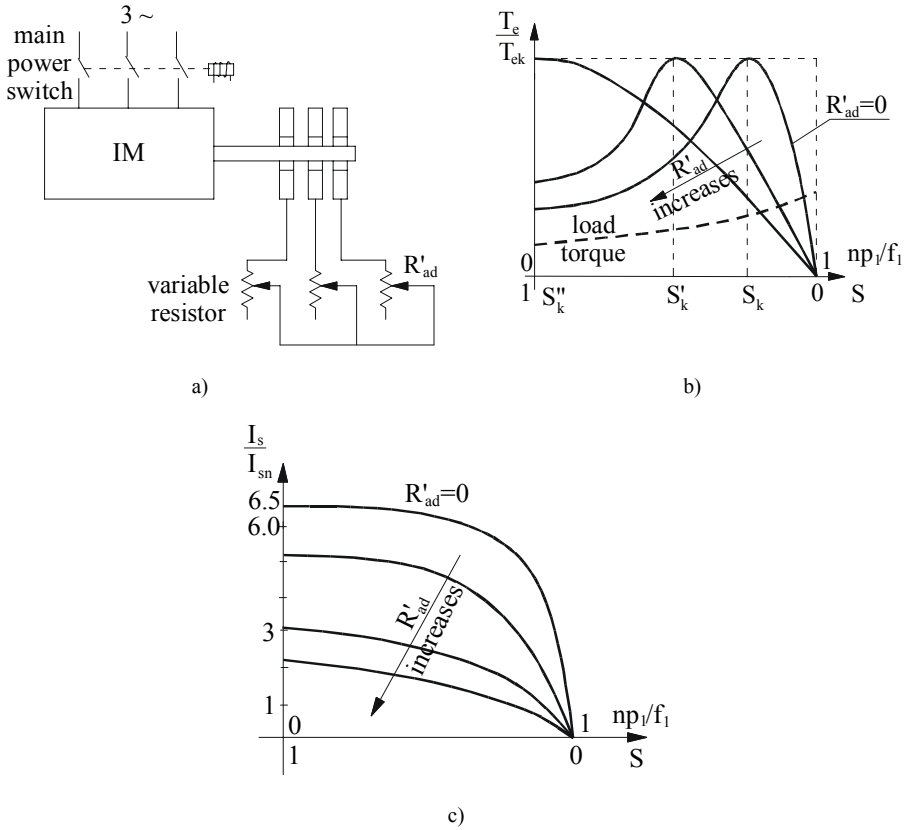 3 ~
main
power
switch
IM
variable
resistor
R'ad
a)
Te
Tek
R'ad=0
R'ad
increases
load
torque
0
1
np1/f1
1
S"k
S'k
Sk
0
S
b)
Is
Isn
6.5
6.0
3
1
R'ad=0
R'ad
increases
0
1
np1/f1
1
0
S
c)